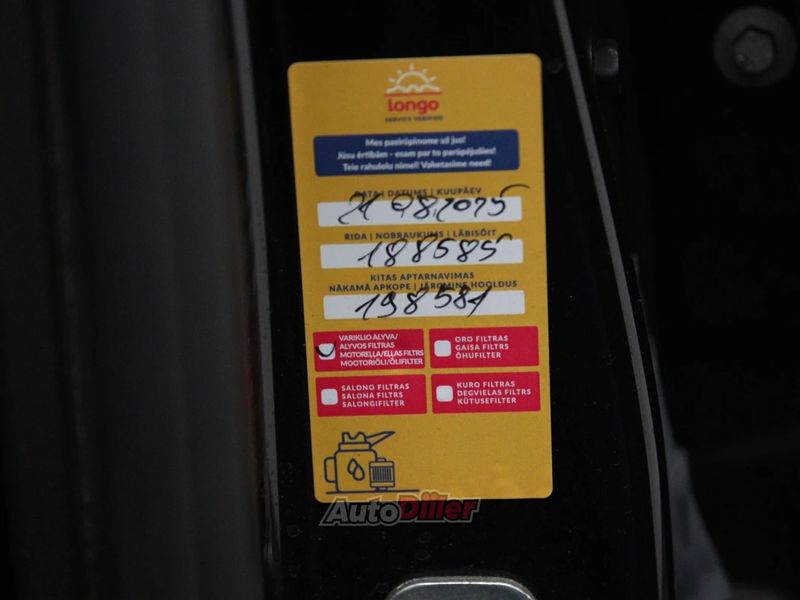 longo
SERVICE VERIFIED
Mes pasirūpinome už jus!
Jūsu ērtībām - esam par to parūpējušies!
Teie rahulolu nimel! Vahetasime need!
DATA | DATUMS | KUUPÄEV
21 08.2025
RIDA | NOBRAUKUMS | LÄBISÕIT
188585
KITAS APTARNAVIMAS
NĀKAMĀ APKOPE | JÄRGMINE HOOLDUS
198581
VARIKLIO ALYVA/
ALYVOS FILTRAS
MOTOREĻĻA/EĻĻAS FILTRS
MOOTORIÕLI/ÕLIFILTER
ORO FILTRAS
GAISA FILTRS
ÕHUFILTER
SALONO FILTRAS
SALONA FILTRS
SALONGIFILTER
KURO FILTRAS
DEGVIELAS FILTRS
KÜTUSEFILTER
AutoDiller